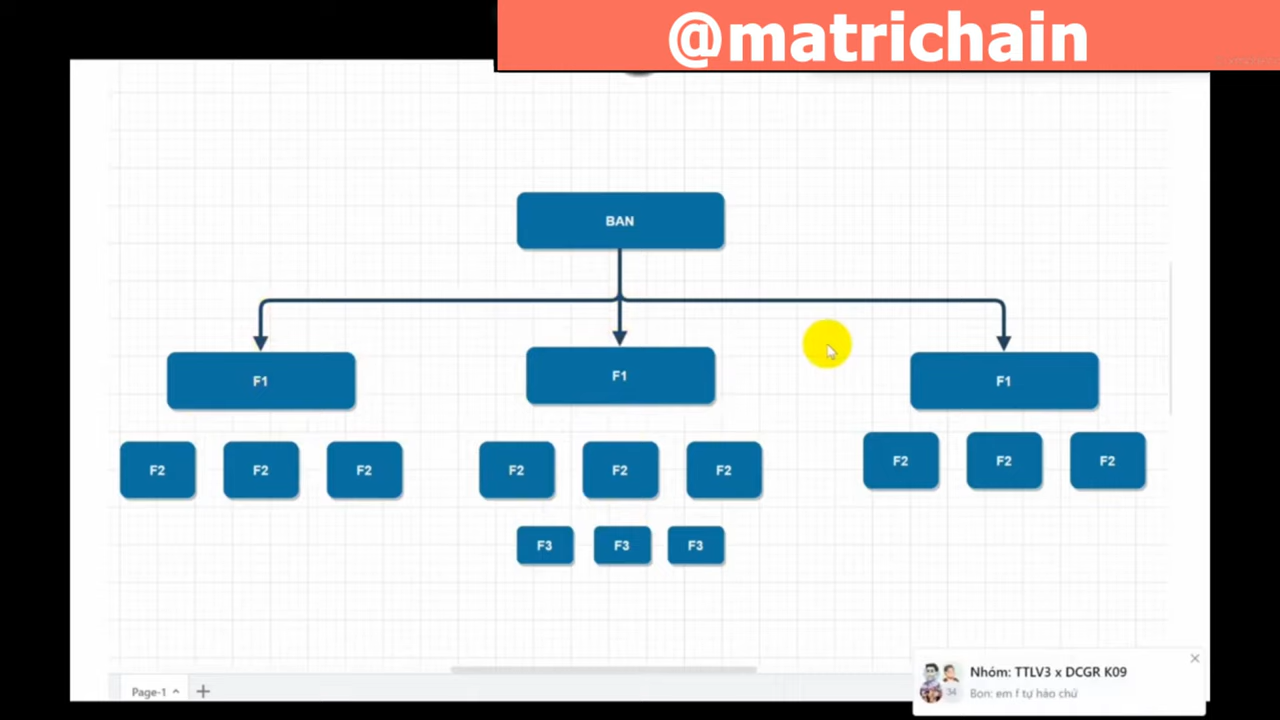 @matrichain
BAN
F1 F1 F1
F2 F2 F2 F2 F2 F2 F2 F2 F2
F3 F3 F3
Page-1
Nhóm: TTLV3 x DCGR K09
34
Bon: em f tự hào chứ